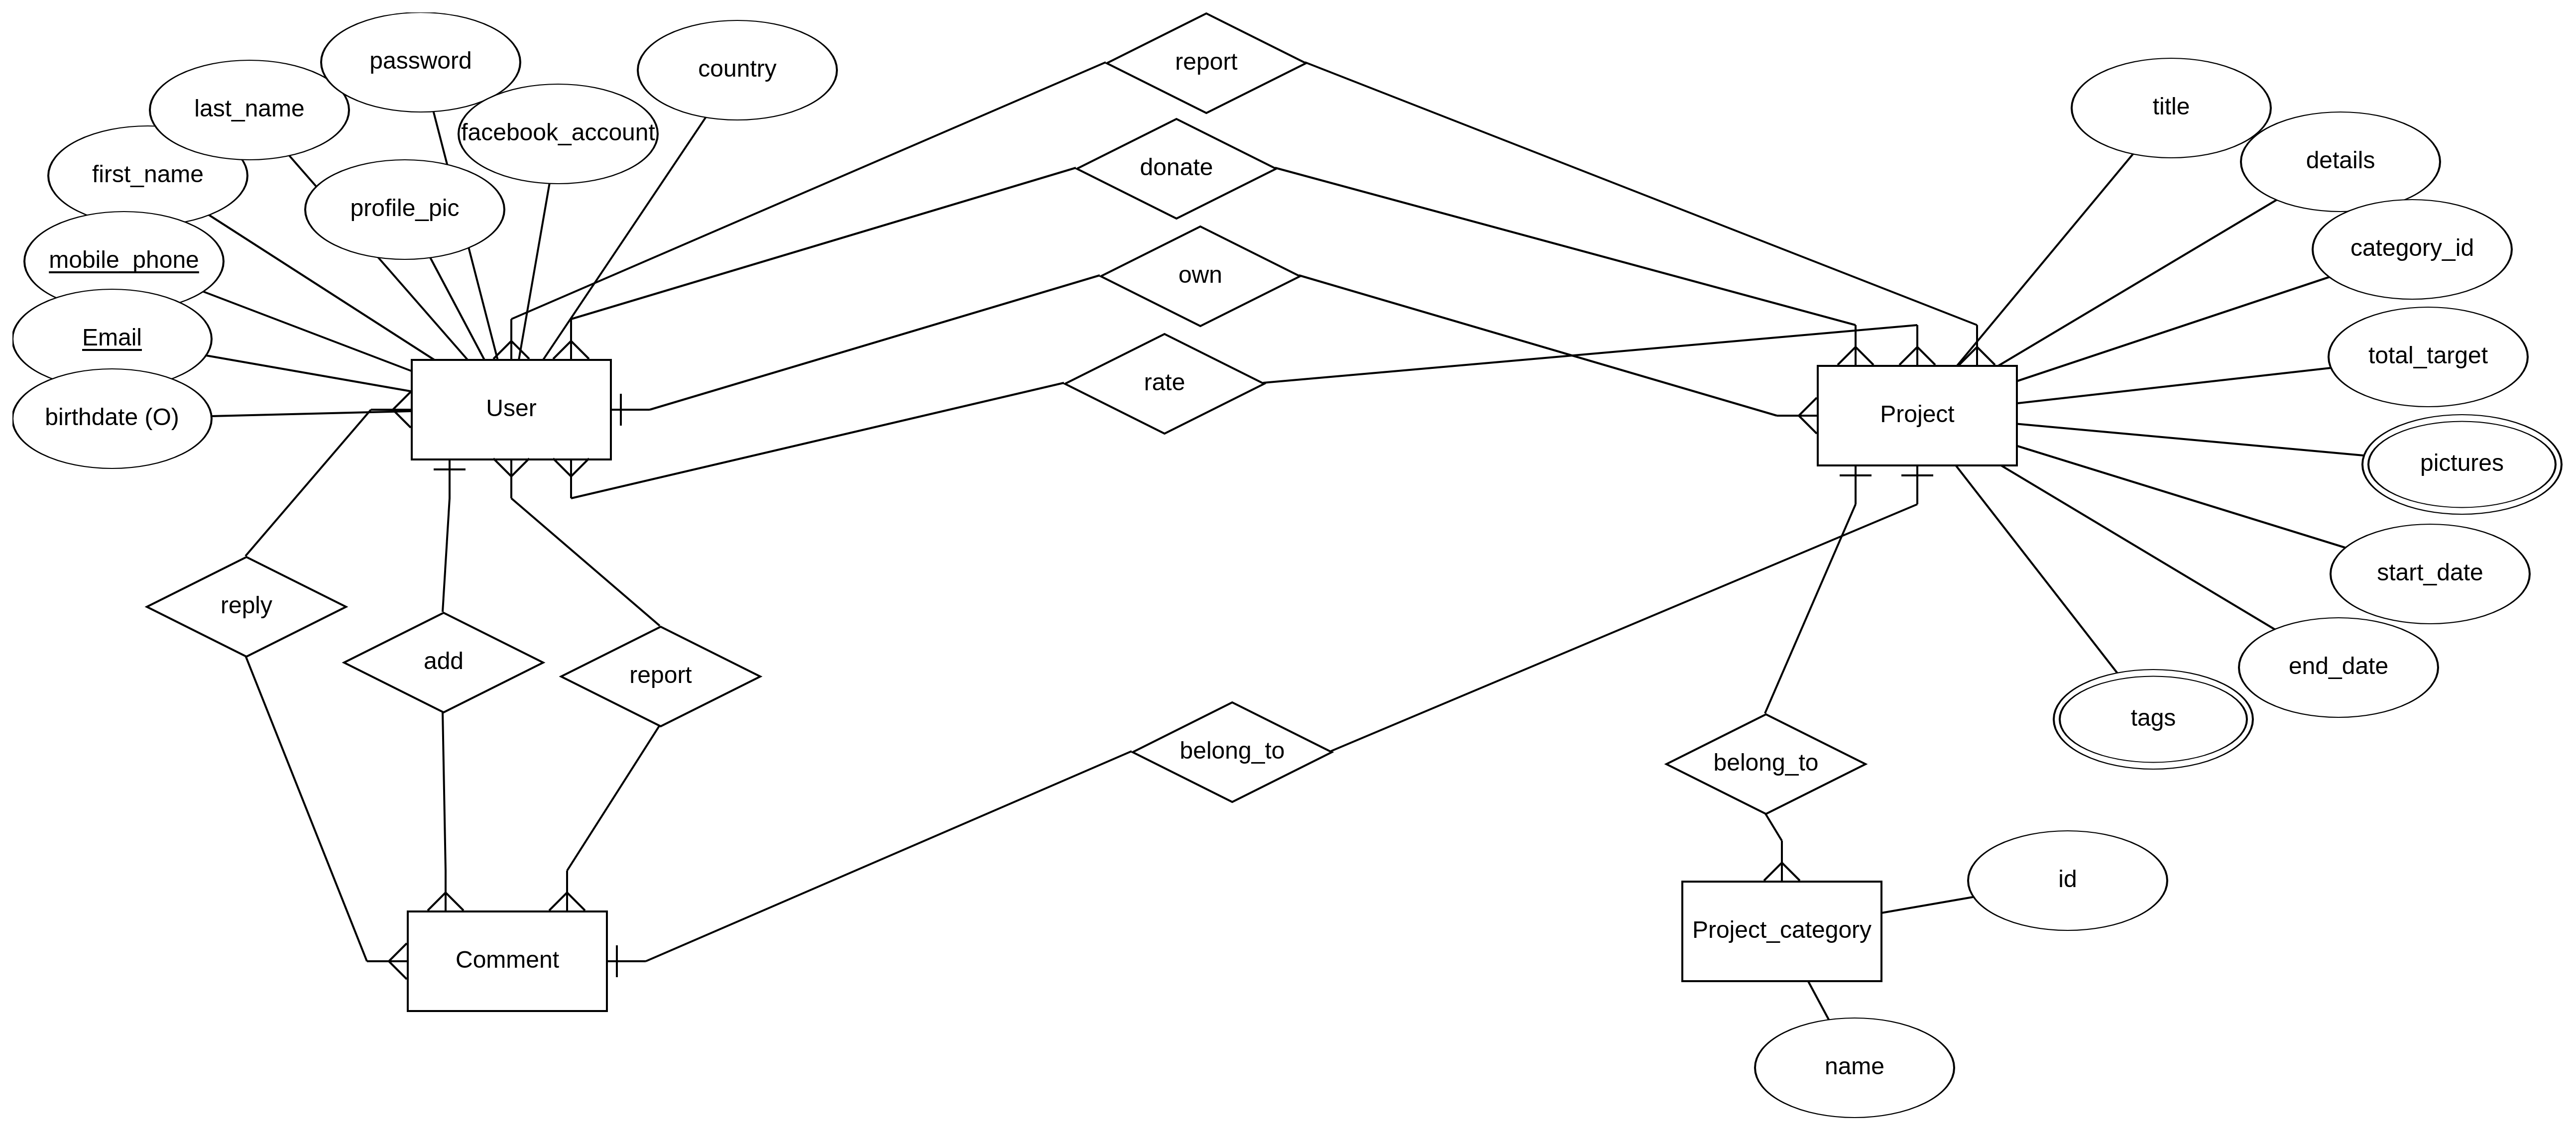 password
country
report
last_name
title
facebook_account
details
donate
first_name
profile_pic
category_id
mobile_phone
own
Email
total_target
rate
User
Project
birthdate (O)
pictures
start_date
reply
add
report
end_date
tags
belong_to
belong_to
id
Project_category
Comment
name